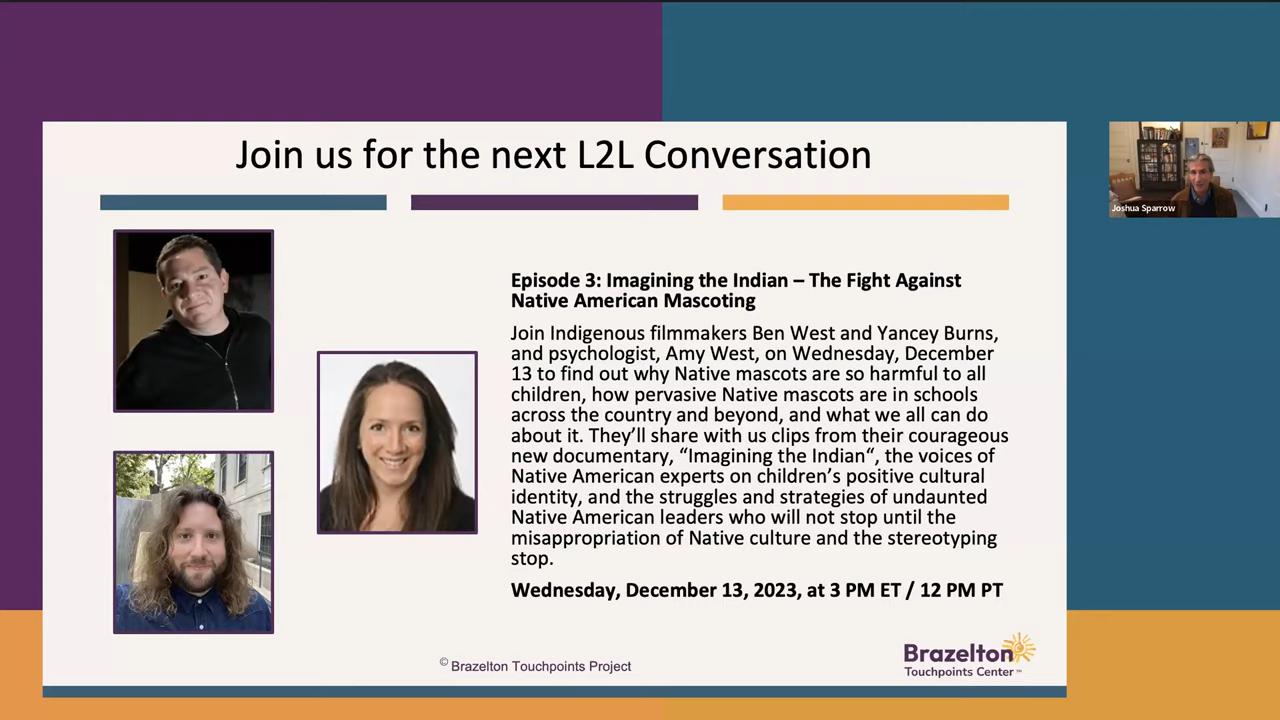 Join us for the next L2L Conversation
Joshua Sparrow
Episode 3: Imagining the Indian – The Fight Against
Native American Mascoting
Join Indigenous filmmakers Ben West and Yancey Burns,
and psychologist, Amy West, on Wednesday, December
13 to find out why Native mascots are so harmful to all
children, how pervasive Native mascots are in schools
across the country and beyond, and what we all can do
about it. They’ll share with us clips from their courageous
new documentary, “Imagining the Indian“, the voices of
Native American experts on children’s positive cultural
identity, and the struggles and strategies of undaunted
Native American leaders who will not stop until the
misappropriation of Native culture and the stereotyping
stop.
Wednesday, December 13, 2023, at 3 PM ET / 12 PM PT
© Brazelton Touchpoints Project
Brazelton
Touchpoints Center™